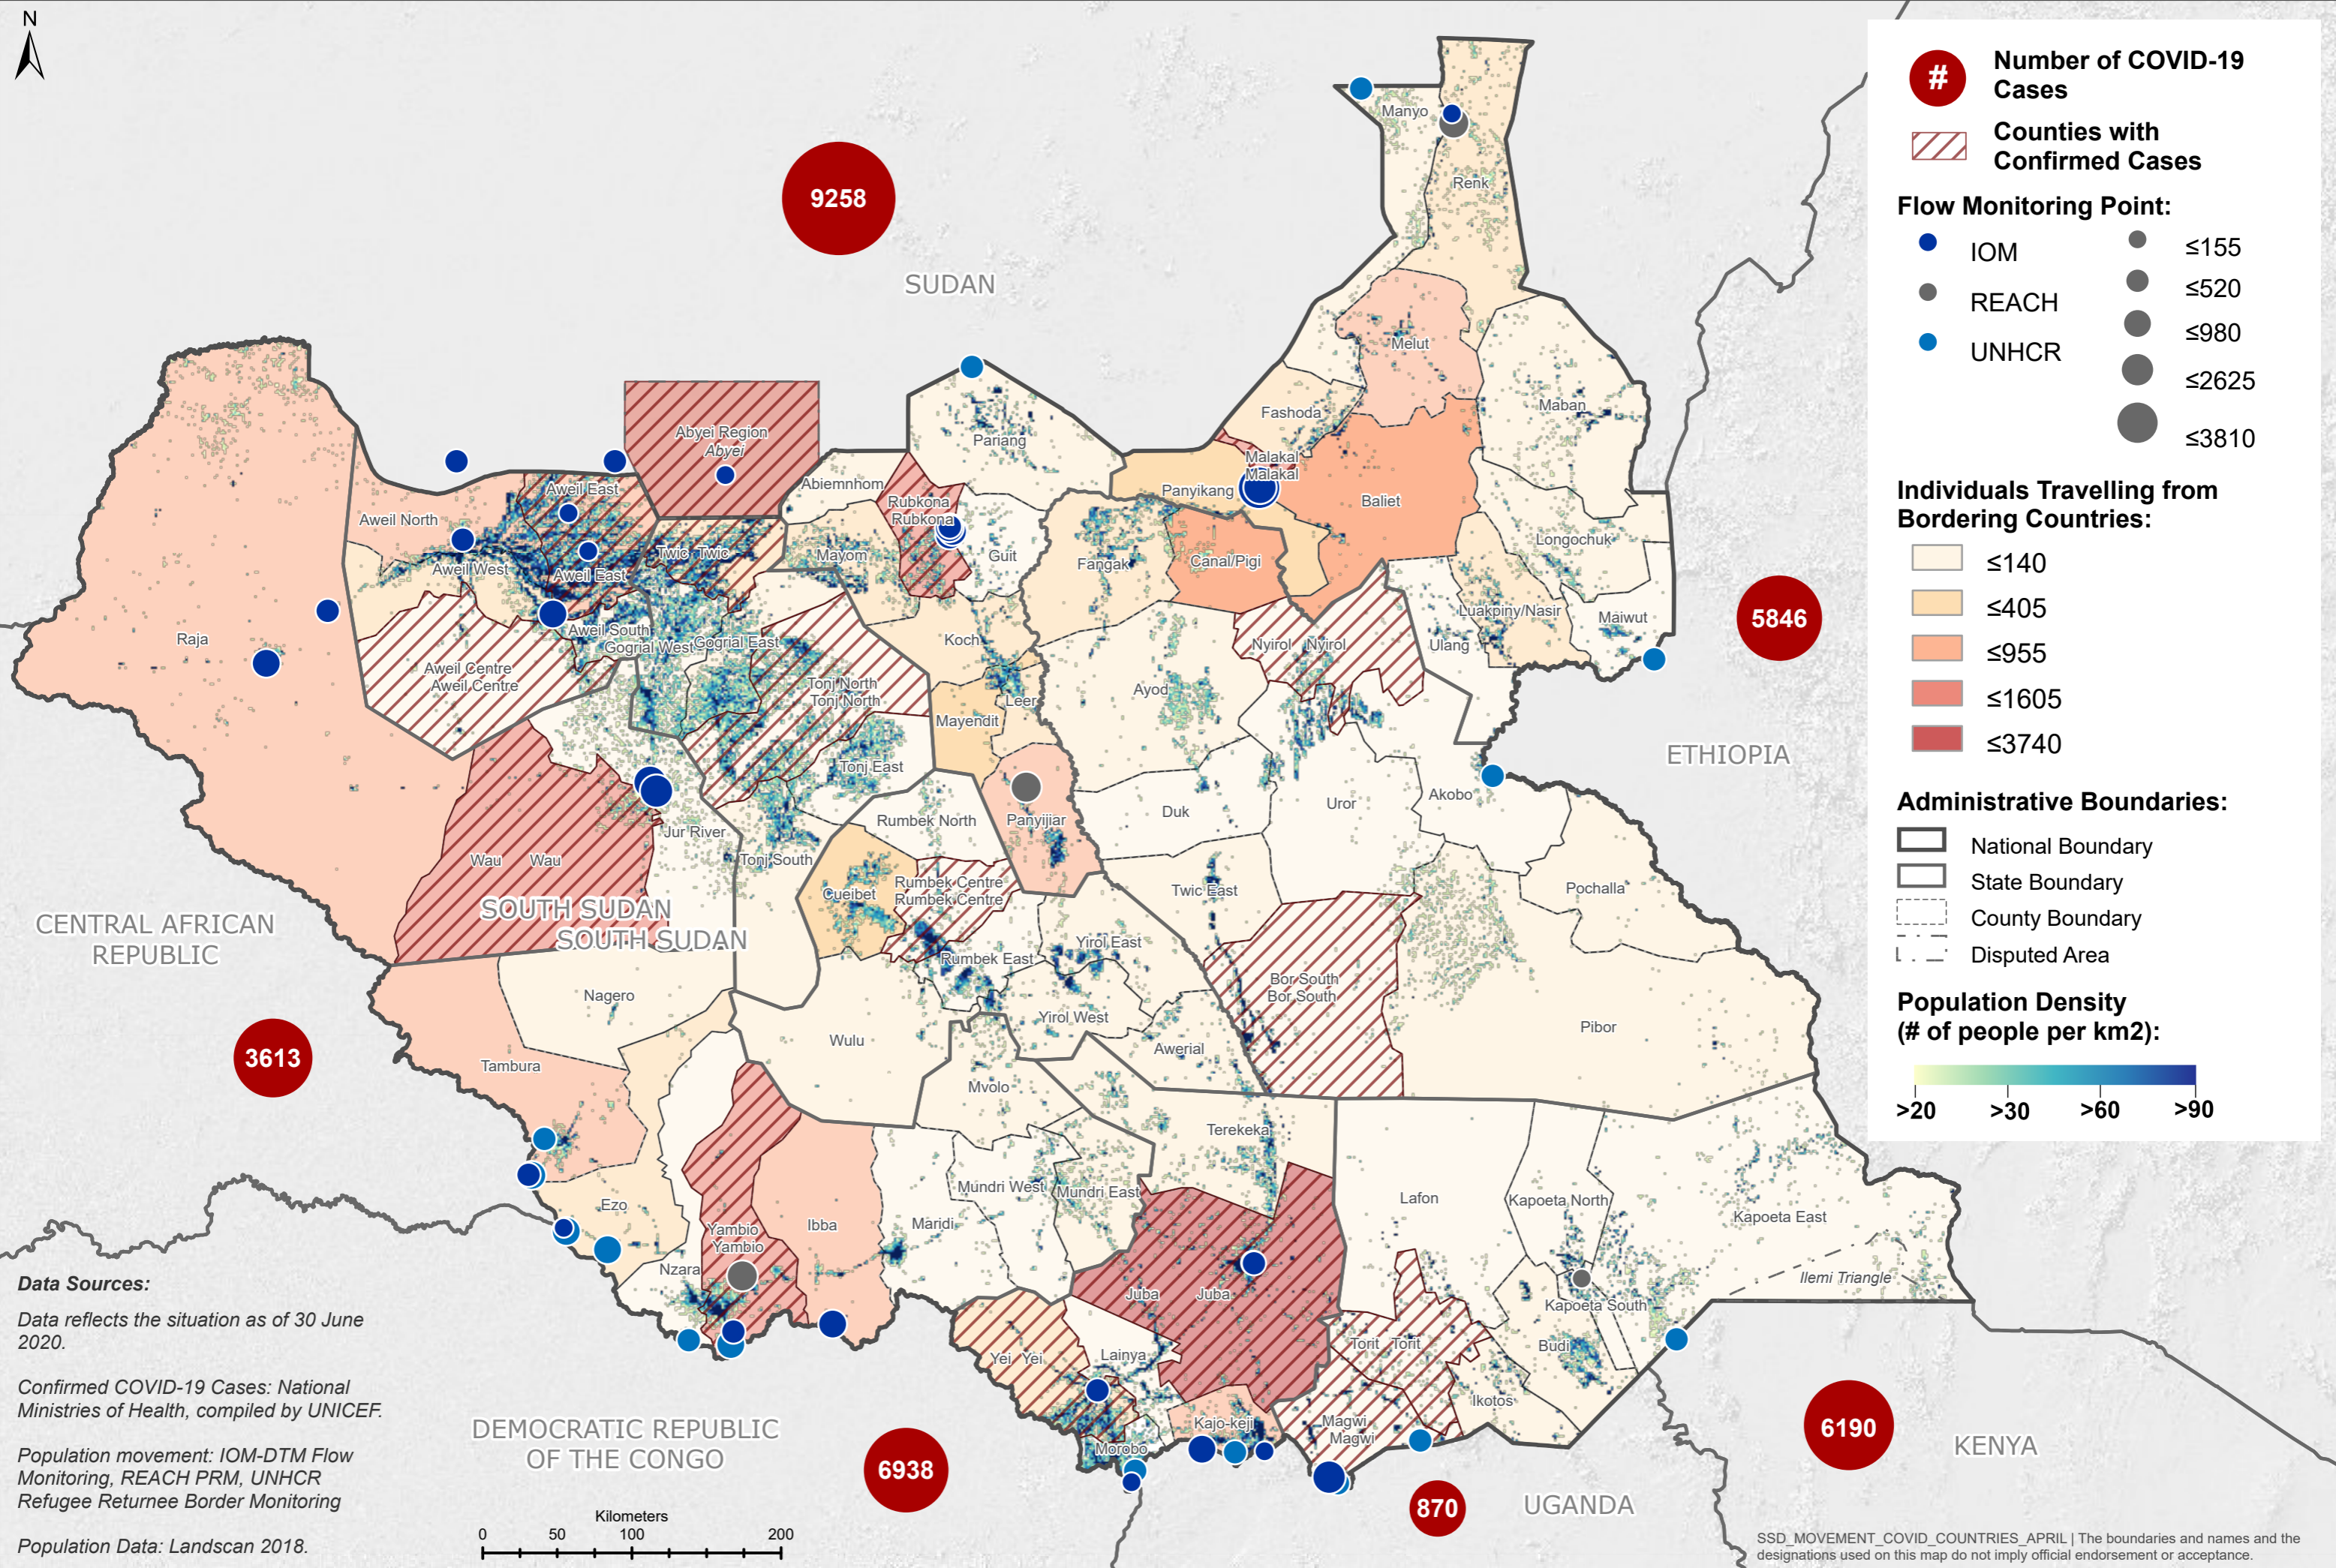 N
9258
SUDAN
Manyo
Renk
Melut
Maban
Fashoda
Malakal
Malakal
Panyikang
Baliet
Canal/Pigi
Fangak
Longochuk
Luakpiny/Nasir
Maiwut
Ulang
Nyirol Nyirol
5846
ETHIOPIA
Abyei Region
Abyei
Pariang
Abiemnhom
Rubkona
Rubkona
Guit
Mayom
Koch
Leer
Mayendit
Panyijiar
Aweil East
Aweil North
Aweil West
Aweil East
Twic Twic
Aweil South
Gogrial West
Gogrial East
Aweil Centre
Aweil Centre
Raja
Tonj North
Tonj North
Tonj East
Tonj South
Jur River
Wau Wau
SOUTH SUDAN
SOUTH SUDAN
Ayod
Duk
Uror
Akobo
Twic East
Pochalla
Pibor
Bor South
Bor South
Rumbek North
Cueibet
Rumbek Centre
Rumbek Centre
Rumbek East
Yirol East
Yirol West
Awerial
Wulu
Mvolo
CENTRAL AFRICAN
REPUBLIC
3613
Nagero
Tambura
Ezo
Nzara
Yambio
Yambio
Ibba
Maridi
Mundri West
Mundri East
Terekeka
Juba Juba
Lafon
Kapoeta North
Kapoeta East
Ilemi Triangle
Kapoeta South
Budi
Ikotos
Torit Torit
Magwi
Magwi
Kajo-keji
Lainya
Yei Yei
Morobo
DEMOCRATIC REPUBLIC
OF THE CONGO
6938
870
UGANDA
6190
KENYA
#
Number of COVID-19
Cases
Counties with
Confirmed Cases
Flow Monitoring Point:
IOM
REACH
UNHCR
≤155
≤520
≤980
≤2625
≤3810
Individuals Travelling from
Bordering Countries:
≤140
≤405
≤955
≤1605
≤3740
Administrative Boundaries:
National Boundary
State Boundary
County Boundary
Disputed Area
Population Density
(# of people per km2):
>20 >30 >60 >90
Data Sources:
Data reflects the situation as of 30 June
2020.
Confirmed COVID-19 Cases: National
Ministries of Health, compiled by UNICEF.
Population movement: IOM-DTM Flow
Monitoring, REACH PRM, UNHCR
Refugee Returnee Border Monitoring
Population Data: Landscan 2018.
Kilometers
0 50 100 200
SSD_MOVEMENT_COVID_COUNTRIES_APRIL | The boundaries and names and the
designations used on this map do not imply official endorsement or acceptance.